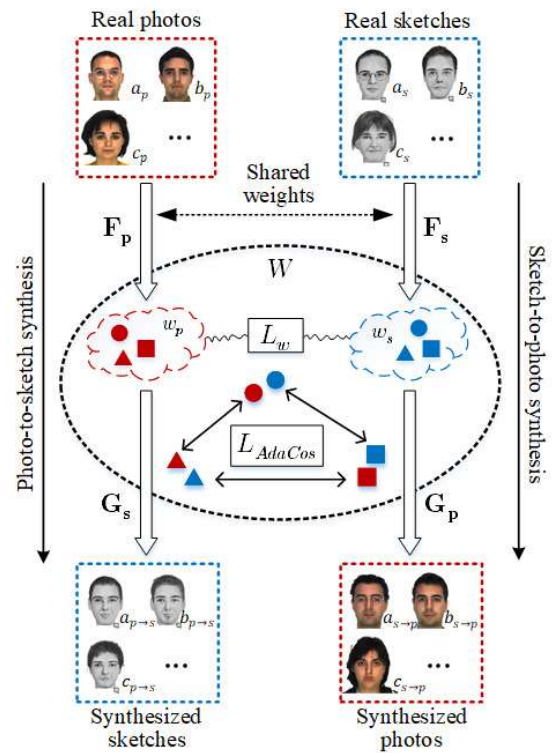 Real photos
Real sketches
a_p
b_p
c_p
...
a_s
b_s
c_s
...
Shared
weights
F_p
F_s
W
w_p
L_w
w_s
L_AdaCos
G_s
G_p
Photo-to-sketch synthesis
Sketch-to-photo synthesis
a_p→s
b_p→s
c_p→s
...
a_s→p
b_s→p
c_s→p
...
Synthesized
sketches
Synthesized
photos